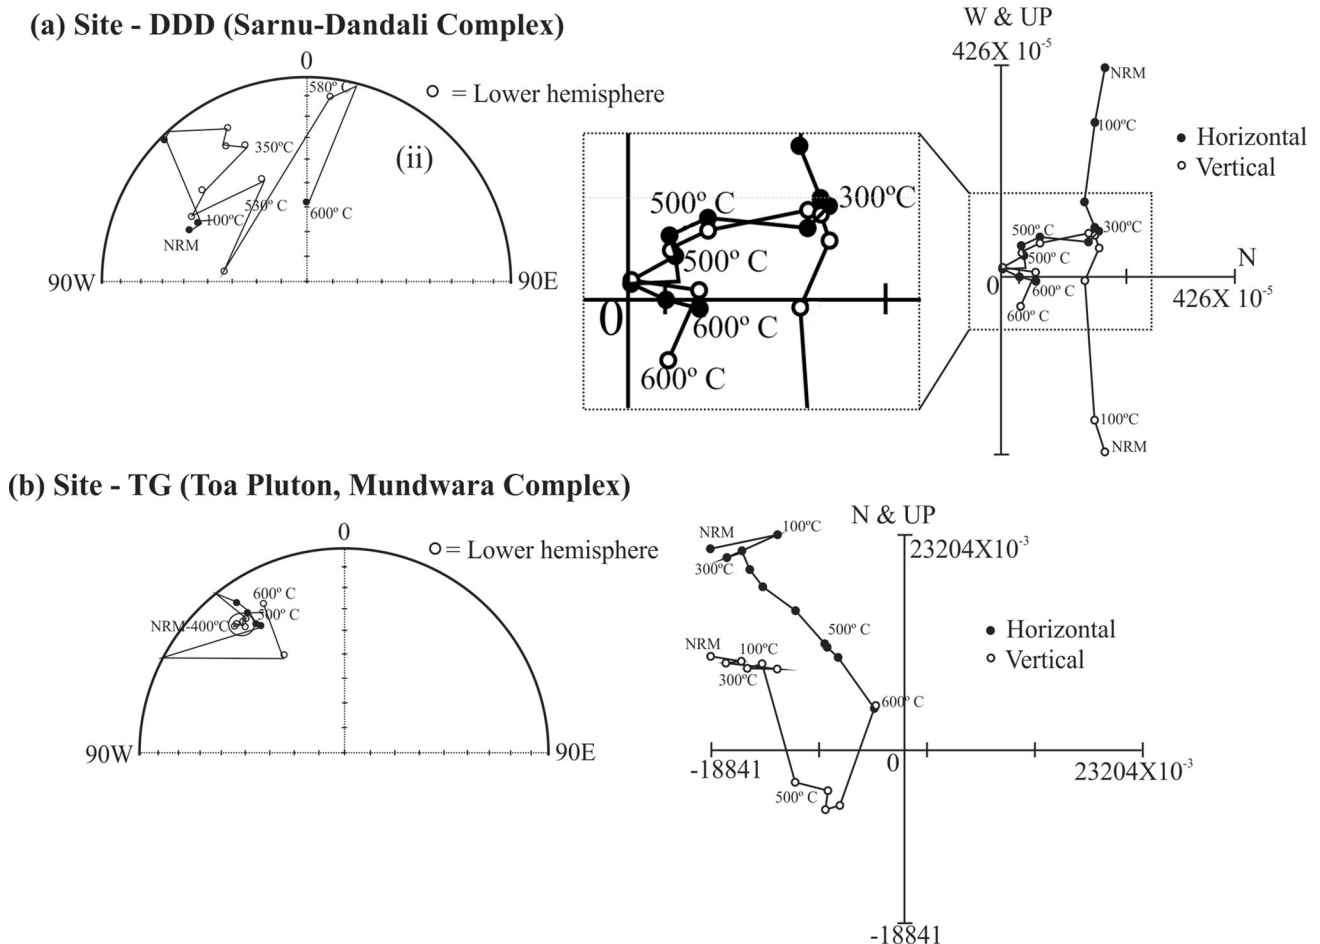 (a) Site - DDD (Sarnu-Dandali Complex)
0
580º C
= Lower hemisphere
350ºC
(ii)
530º C
100ºC
600º C
NRM
90W
90E
500º C
300ºC
500º C
0
600º C
600º C
W & UP
426X 10⁻⁵
NRM
100ºC
Horizontal
Vertical
500º C
300ºC
500º C
N
0
600º C
426X 10⁻⁵
600º C
100ºC
NRM
(b) Site - TG (Toa Pluton, Mundwara Complex)
0
= Lower hemisphere
600º C
500º C
NRM-400ºC
90W
90E
N & UP
NRM
100ºC
23204X10⁻³
300ºC
500º C
Horizontal
Vertical
NRM
100ºC
300ºC
600º C
-18841
0
23204X10⁻³
500º C
-18841